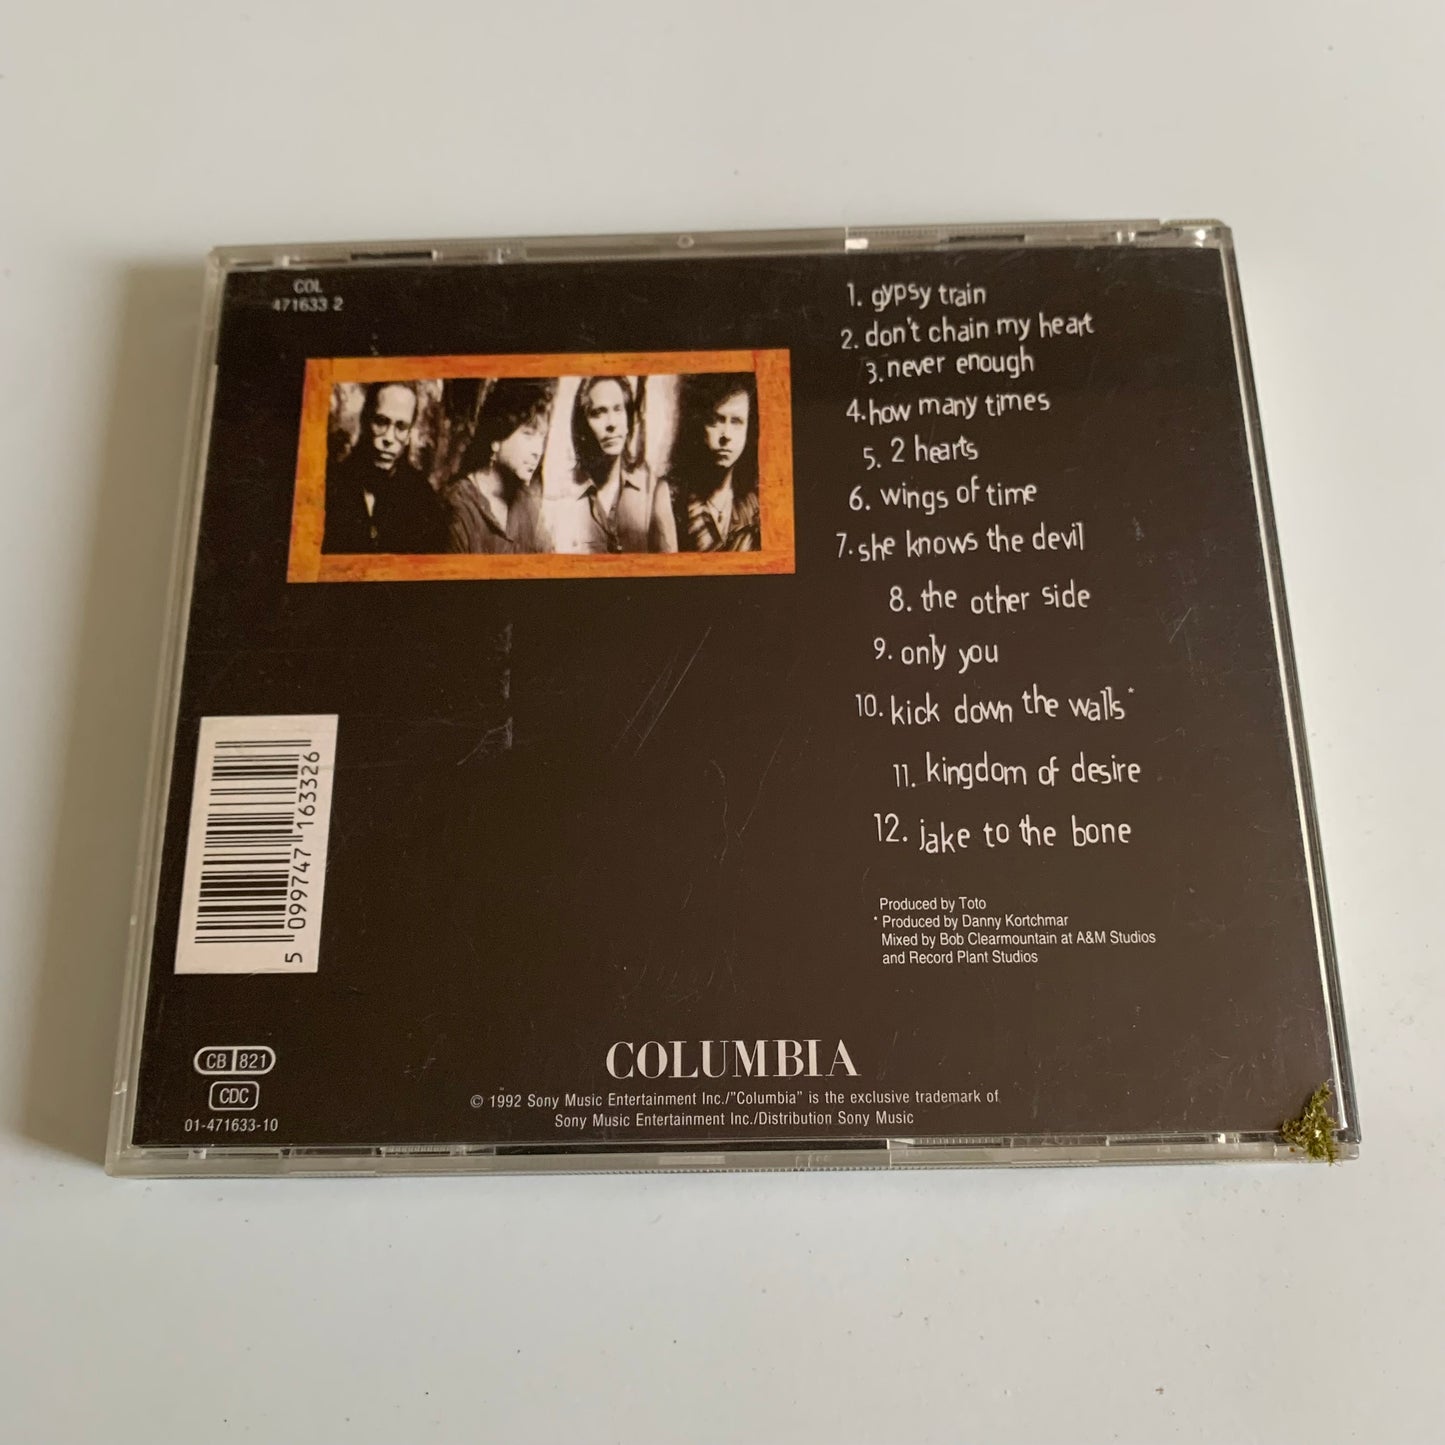 COL
471633 2
1. gypsy train
2. don't chain my heart
3. never enough
4. how many times
5. 2 hearts
6. wings of time
7. she knows the devil
8. the other side
9. only you
10. kick down the walls*
11. kingdom of desire
12. jake to the bone
Produced by Toto
* Produced by Danny Kortchmar
Mixed by Bob Clearmountain at A&M Studios
and Record Plant Studios
5 099747 163326
CB 821
CDC
01-471633-10
COLUMBIA
© 1992 Sony Music Entertainment Inc./"Columbia" is the exclusive trademark of
Sony Music Entertainment Inc./Distribution Sony Music